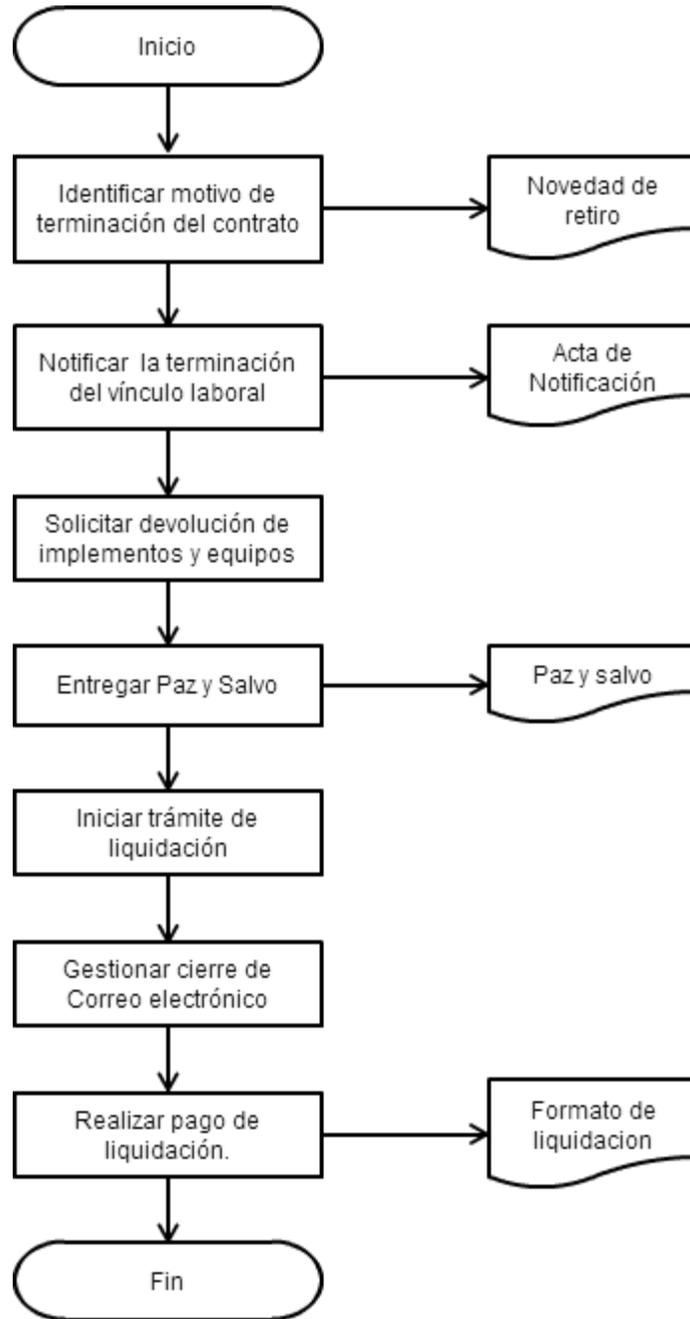 Inicio
Identificar motivo de
terminación del contrato
Novedad de
retiro
Notificar la terminación
del vínculo laboral
Acta de
Notificación
Solicitar devolución de
implementos y equipos
Entregar Paz y Salvo
Paz y salvo
Iniciar trámite de
liquidación
Gestionar cierre de
Correo electrónico
Realizar pago de
liquidación.
Formato de
liquidacion
Fin